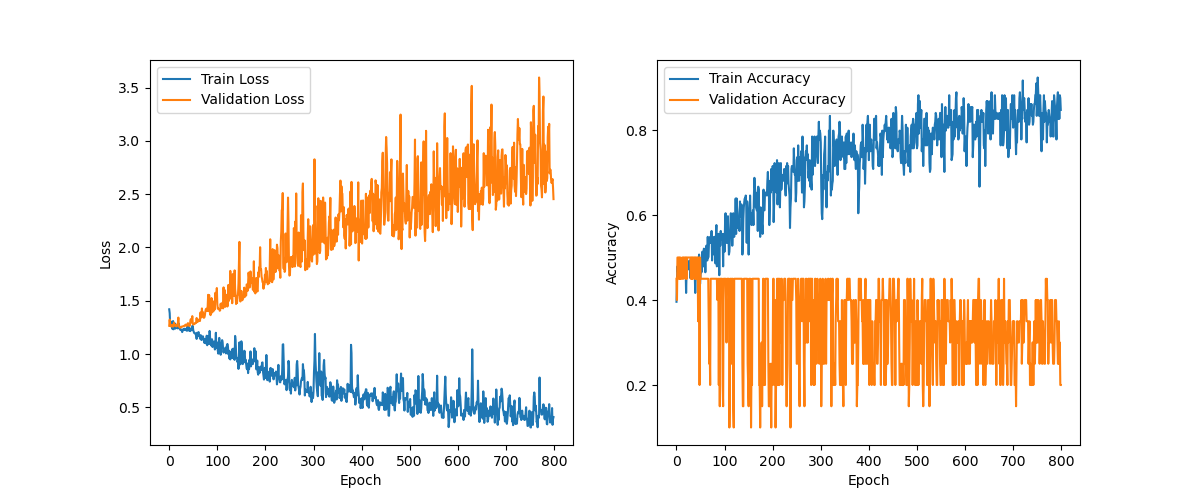 Train Loss
Validation Loss
3.5
3.0
2.5
2.0
1.5
1.0
0.5
Loss
0 100 200 300 400 500 600 700 800
Epoch
Train Accuracy
Validation Accuracy
0.8
0.6
0.4
0.2
Accuracy
0 100 200 300 400 500 600 700 800
Epoch